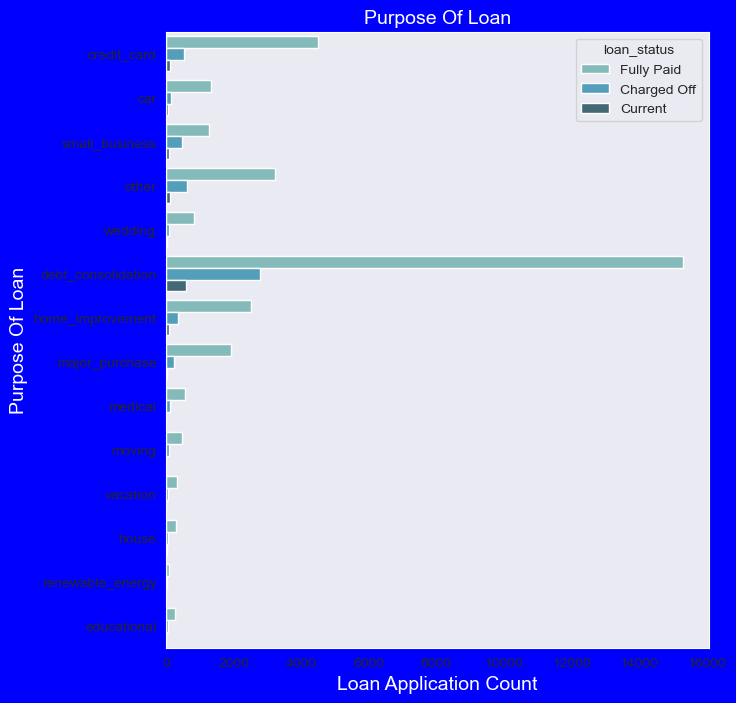 Purpose Of Loan
loan_status
Fully Paid
Charged Off
Current
Purpose Of Loan
credit_card
car
small_business
other
wedding
debt_consolidation
home_improvement
major_purchase
medical
moving
vacation
house
renewable_energy
educational
0 2000 4000 6000 8000 10000 12000 14000 16000
Loan Application Count